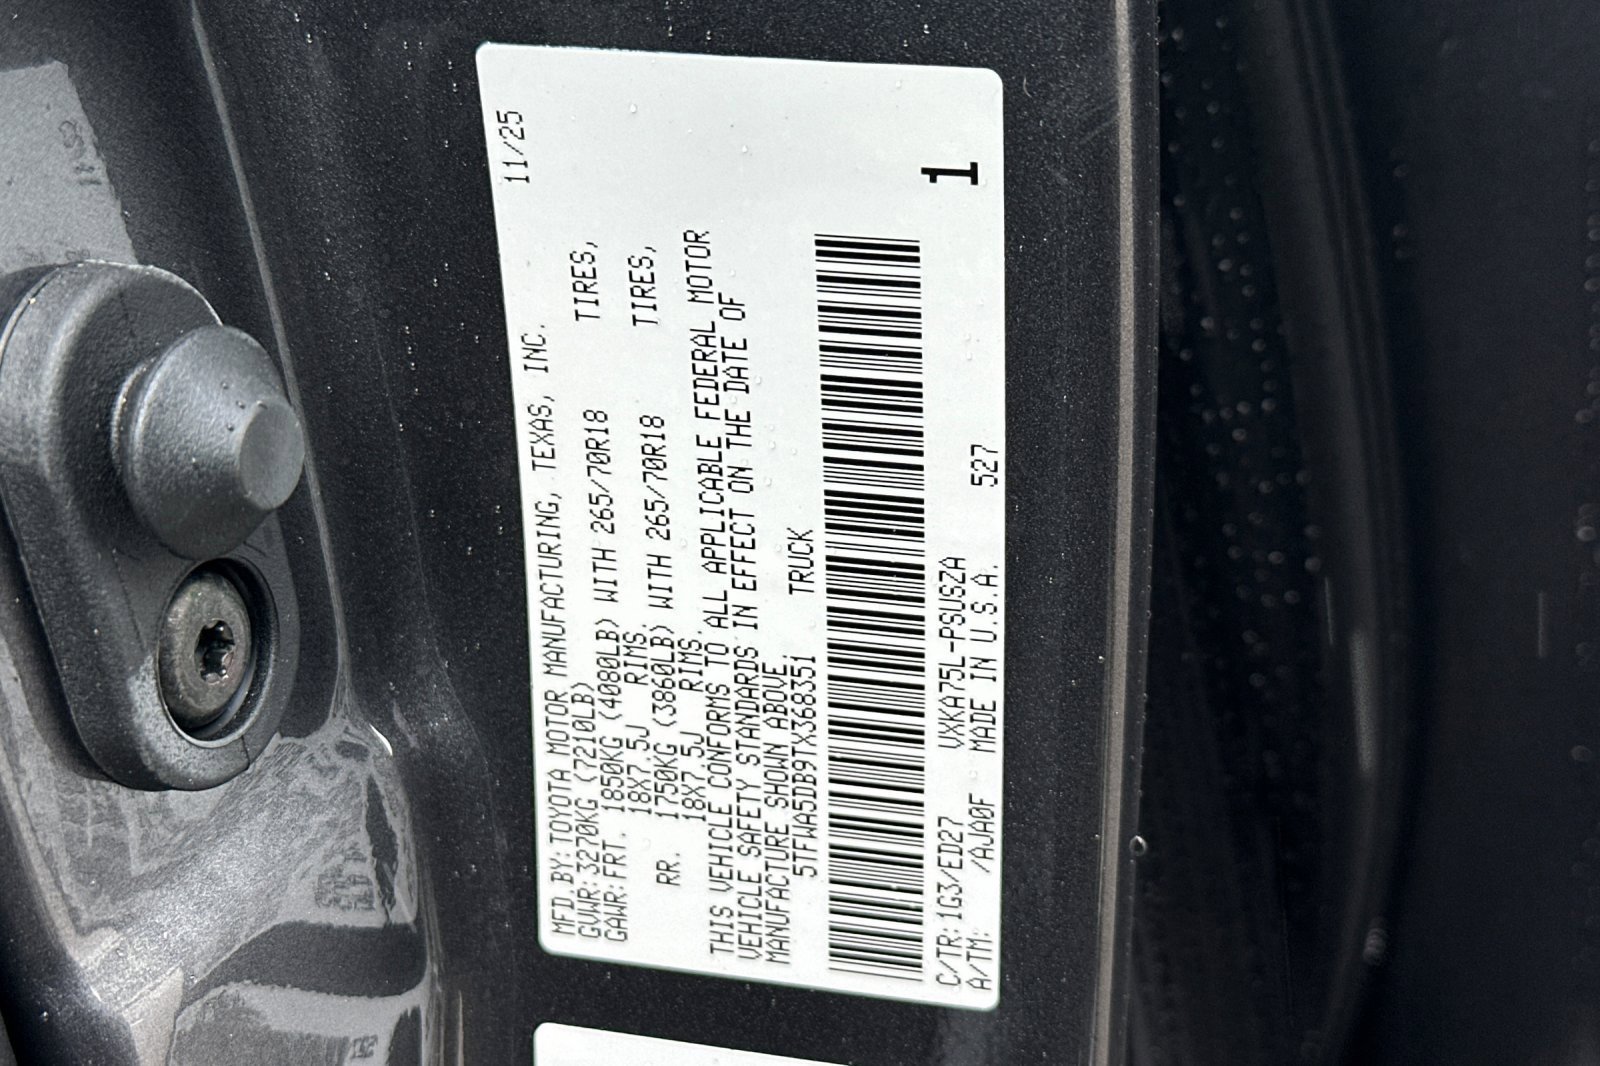 11/25
MFD.BY:TOYOTA MOTOR MANUFACTURING, TEXAS, INC.
GVWR:3270KG (7210LB)
GAWR:FRT. 1850KG (4080LB) WITH 265/70R18 TIRES,
18X7.5J RIMS.
RR. 1750KG (3860LB) WITH 265/70R18 TIRES,
18X7.5J RIMS.
THIS VEHICLE CONFORMS TO ALL APPLICABLE FEDERAL MOTOR
VEHICLE SAFETY STANDARDS IN EFFECT ON THE DATE OF
MANUFACTURE SHOWN ABOVE.
5TFWA5DB9TX368351 TRUCK
1
C/TR:1G3/ED27 VXKA75L-PSUSZA
A/TM: /AJA0F MADE IN U.S.A. 527